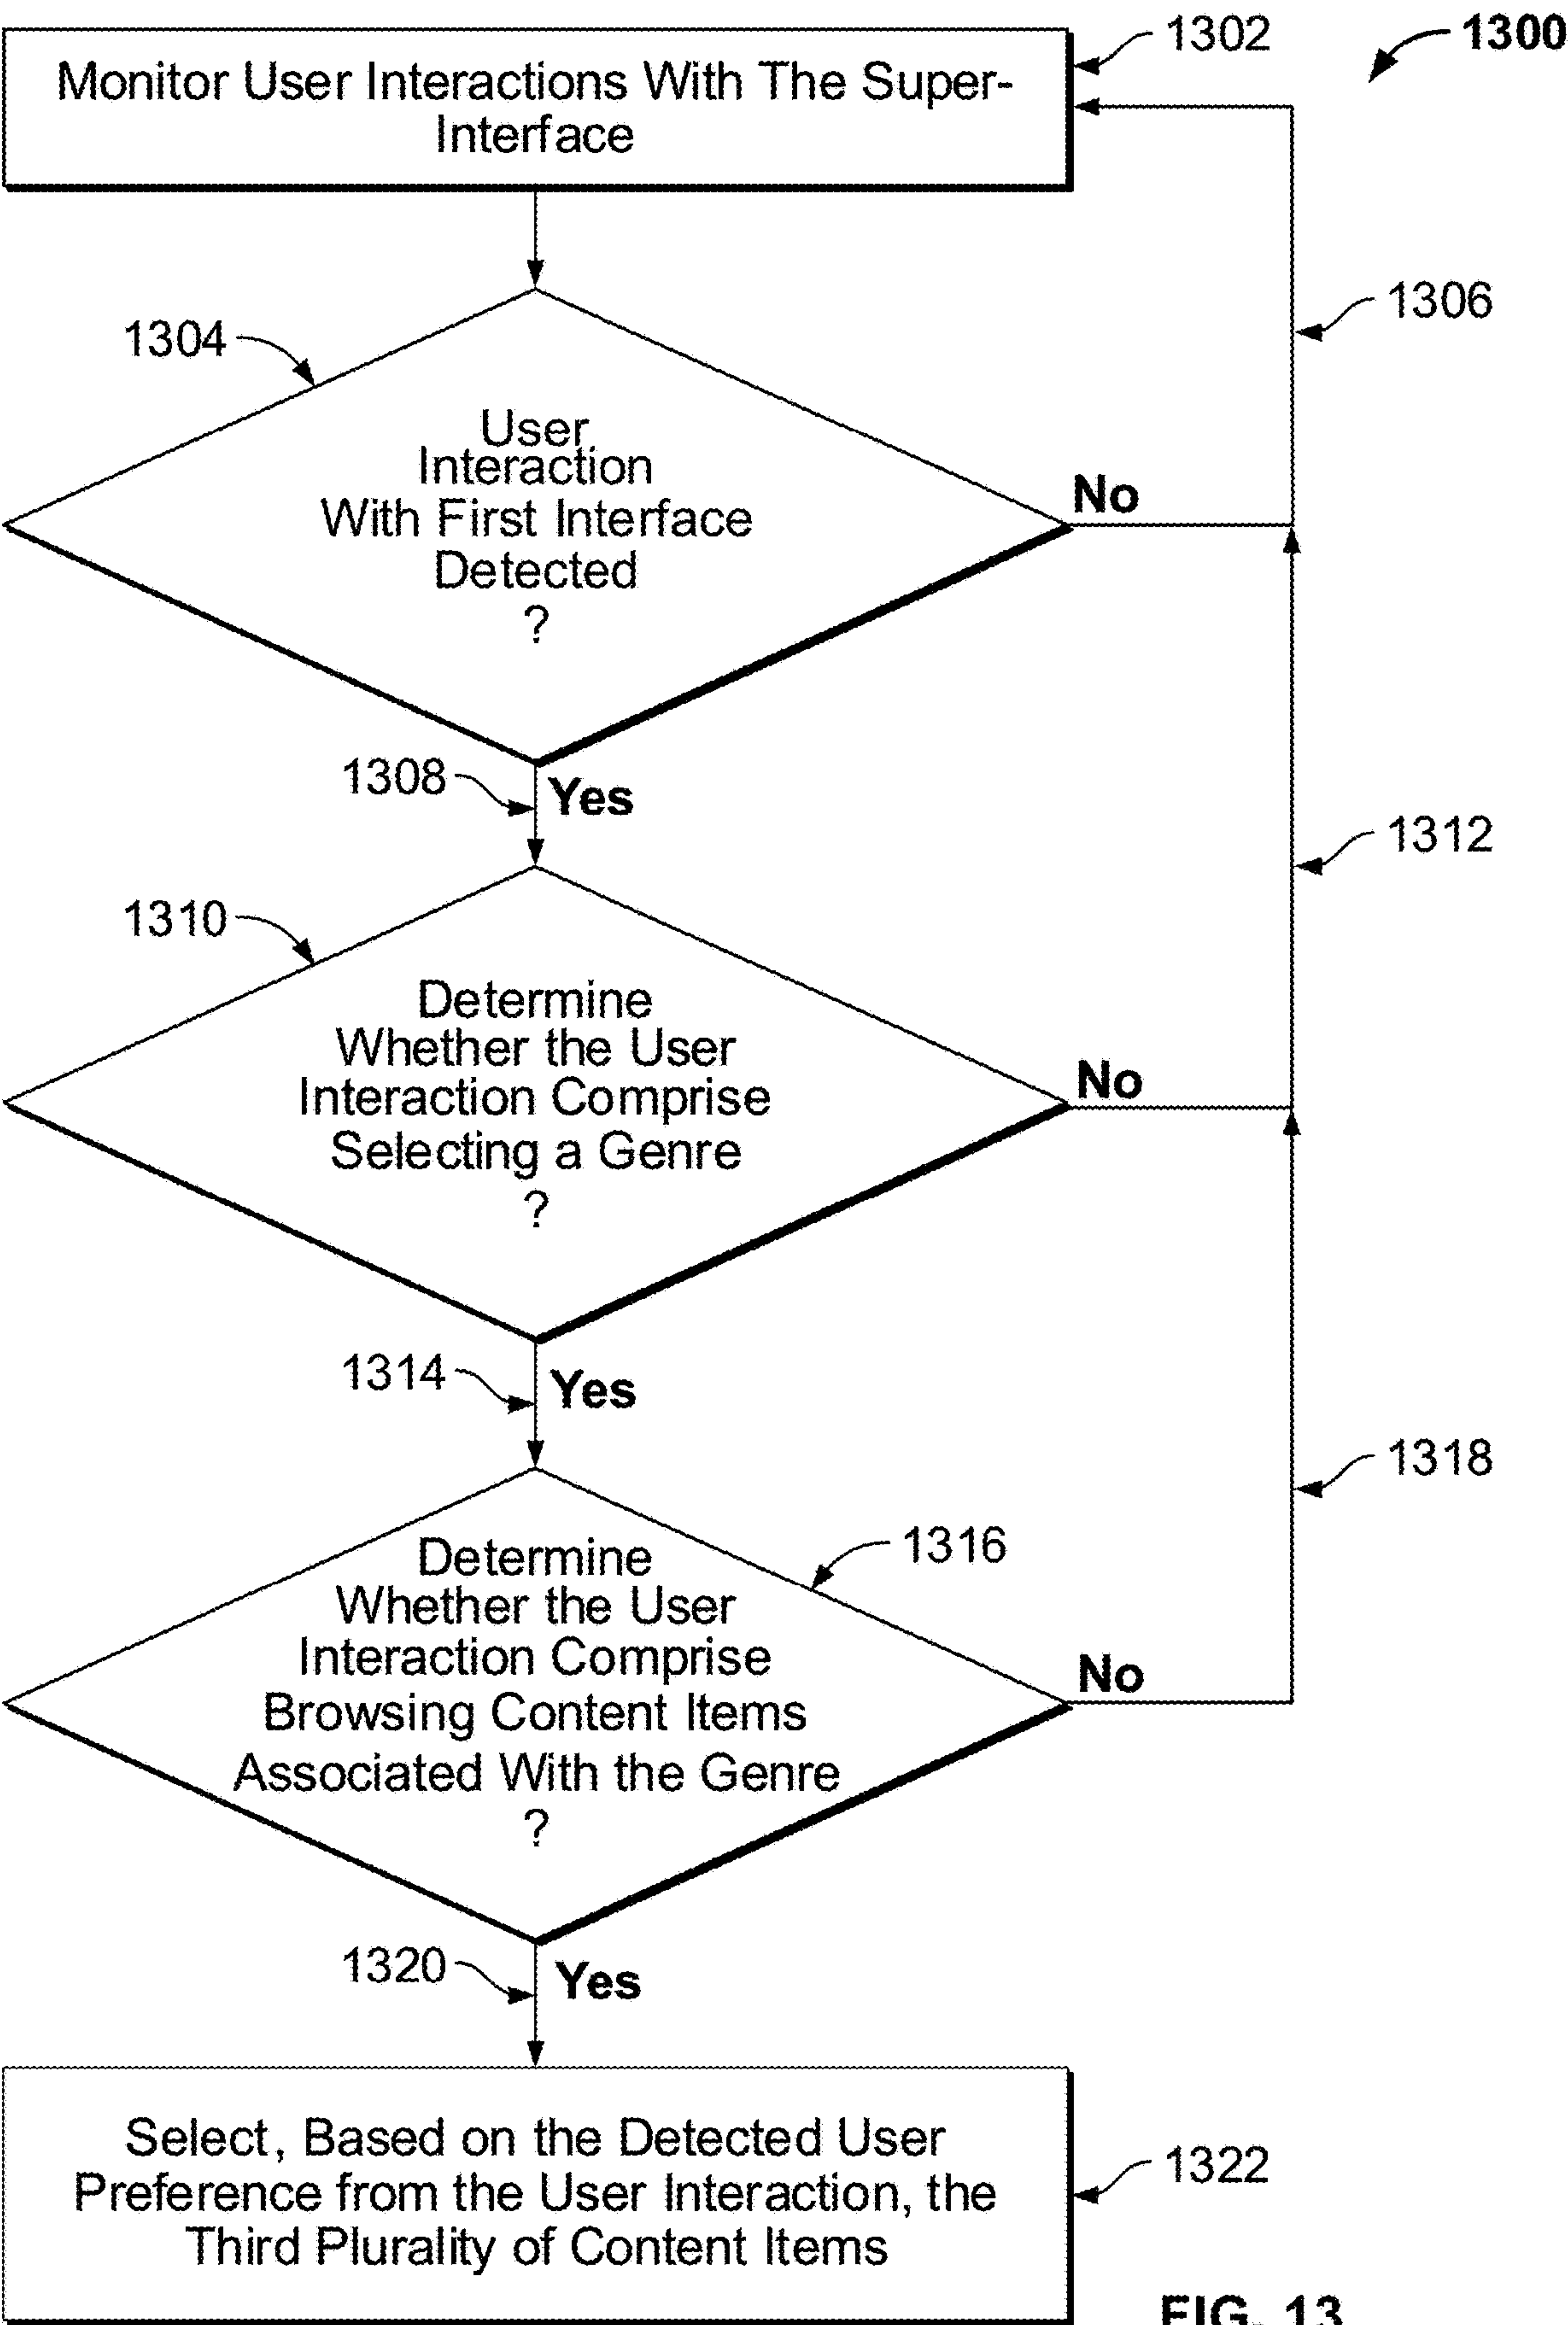 1302
1300
Monitor User Interactions With The Super-
Interface
1306
1304
User
Interaction
With First Interface
Detected
?
No
1308
Yes
1312
1310
Determine
Whether the User
Interaction Comprise
Selecting a Genre
?
No
1314
Yes
1318
1316
Determine
Whether the User
Interaction Comprise
Browsing Content Items
Associated With the Genre
?
No
1320
Yes
Select, Based on the Detected User
Preference from the User Interaction, the
Third Plurality of Content Items
1322
FIG. 13